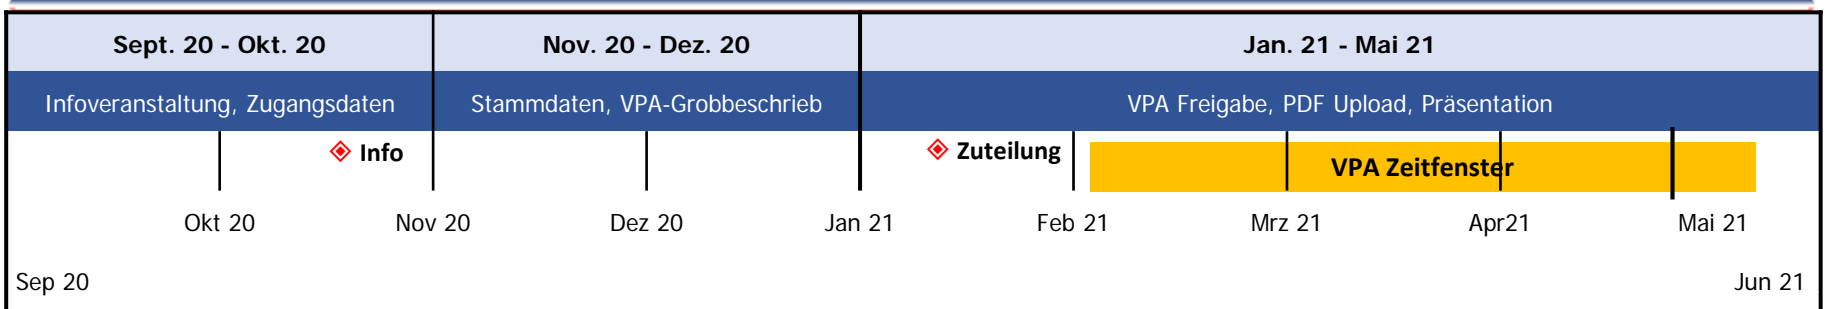 Sept. 20 - Okt. 20 Nov. 20 - Dez. 20 Jan. 21 - Mai 21
Infoveranstaltung, Zugangsdaten Stammdaten, VPA-Grobbeschrieb VPA Freigabe, PDF Upload, Präsentation
Info Zuteilung VPA Zeitfenster
Okt 20 Nov 20 Dez 20 Jan 21 Feb 21 Mrz 21 Apr21 Mai 21
Sep 20 Jun 21